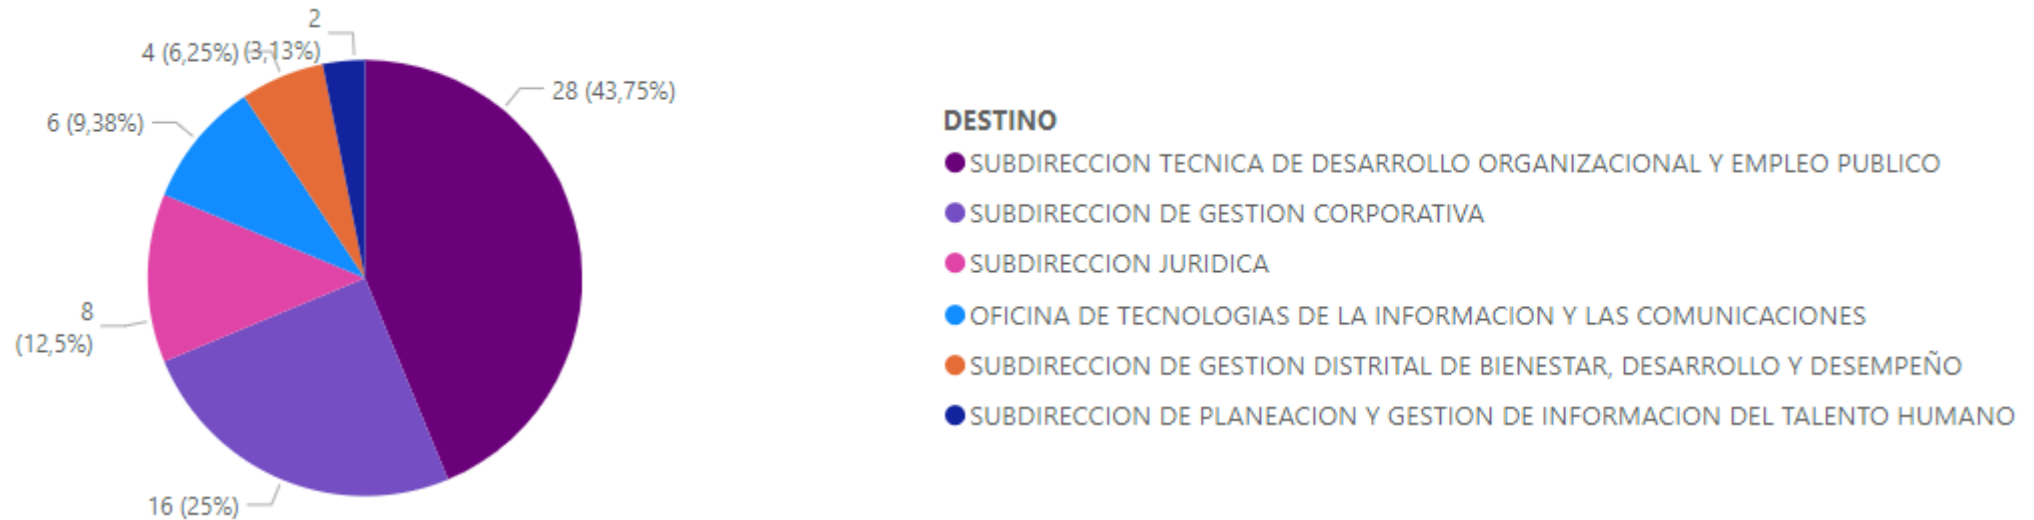 2
4 (6,25%) (3,13%)
28 (43,75%)
6 (9,38%)
8
(12,5%)
16 (25%)
DESTINO
SUBDIRECCION TECNICA DE DESARROLLO ORGANIZACIONAL Y EMPLEO PUBLICO
SUBDIRECCION DE GESTION CORPORATIVA
SUBDIRECCION JURIDICA
OFICINA DE TECNOLOGIAS DE LA INFORMACION Y LAS COMUNICACIONES
SUBDIRECCION DE GESTION DISTRITAL DE BIENESTAR, DESARROLLO Y DESEMPEÑO
SUBDIRECCION DE PLANEACION Y GESTION DE INFORMACION DEL TALENTO HUMANO